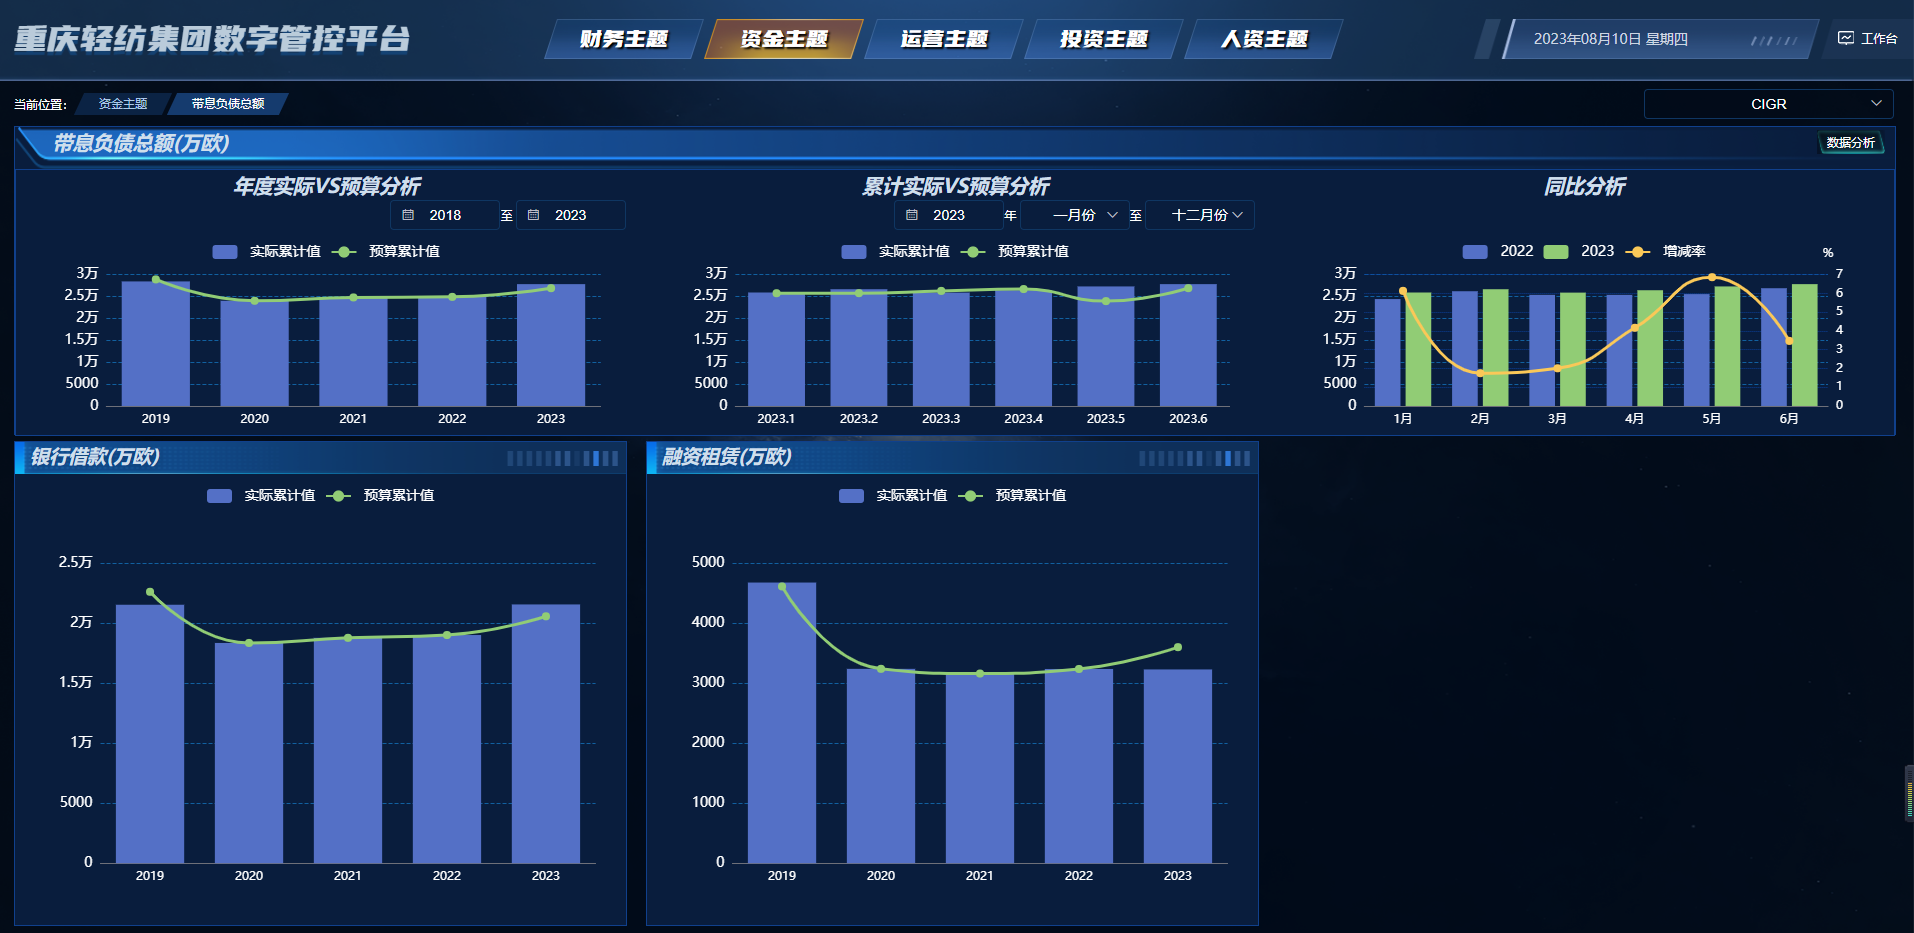 重庆轻纺集团数字管控平台
财务主题 资金主题 运营主题 投资主题 人资主题
2023年08月10日 星期四
工作台
当前位置： 资金主题 带息负债总额
CIGR
带息负债总额(万欧)
数据分析
年度实际VS预算分析
2018 至 2023
实际累计值 预算累计值
3万
2.5万
2万
1.5万
1万
5000
0
2019 2020 2021 2022 2023
累计实际VS预算分析
2023 年 一月份 至 十二月份
实际累计值 预算累计值
3万
2.5万
2万
1.5万
1万
5000
0
2023.1 2023.2 2023.3 2023.4 2023.5 2023.6
同比分析
2022 2023 增减率
%
3万
2.5万
2万
1.5万
1万
5000
0
7
6
5
4
3
2
1
0
1月 2月 3月 4月 5月 6月
银行借款(万欧)
实际累计值 预算累计值
2.5万
2万
1.5万
1万
5000
0
2019 2020 2021 2022 2023
融资租赁(万欧)
实际累计值 预算累计值
5000
4000
3000
2000
1000
0
2019 2020 2021 2022 2023